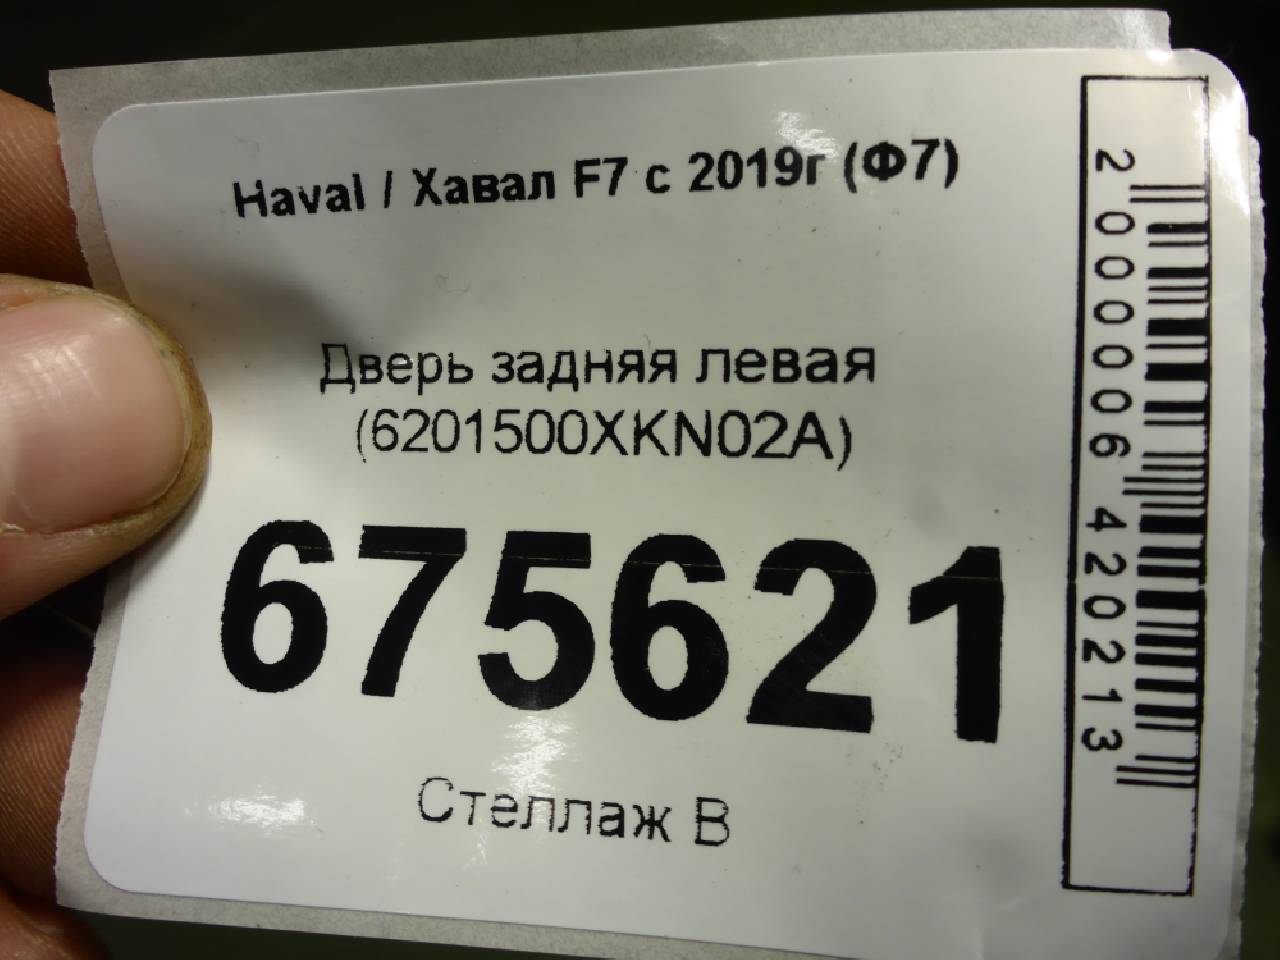 Haval / Хавал F7 с 2019г (Ф7)
Дверь задняя левая
(6201500XKN02A)
675621
Стеллаж В
2000006420213